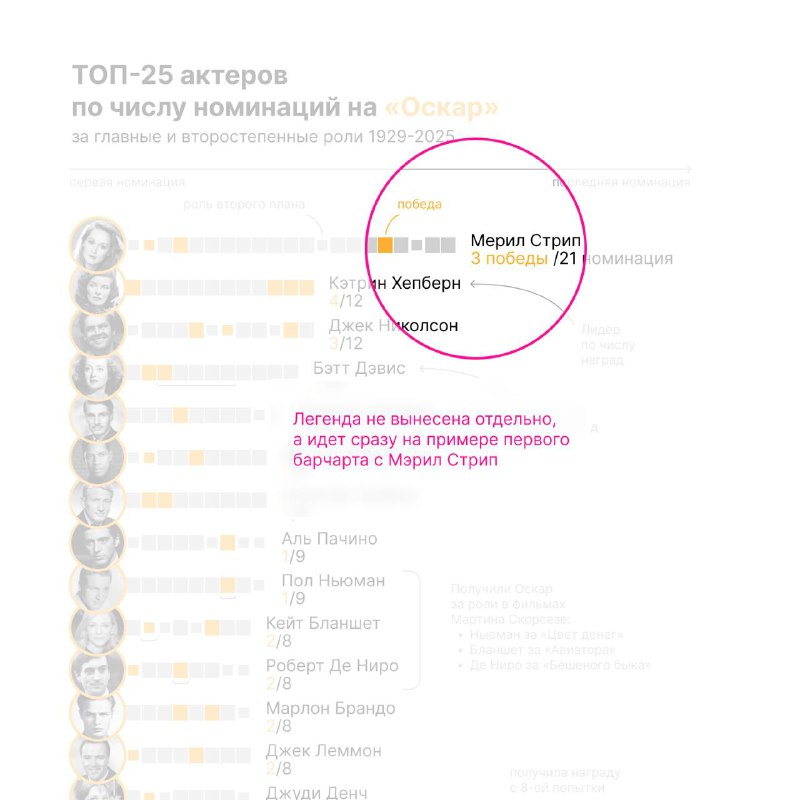 ТОП-25 актеров
по числу номинаций на «Оскар»
за главные и второстепенные роли 1929-2025
первая номинация
последняя номинация
роль второго плана
победа
Мерил Стрип
3 победы /21 номинация
Кэтрин Хепберн
4/12
Джек Николсон
3/12
Лидер
по числу
наград
Бэтт Дэвис
Легенда не вынесена отдельно,
а идет сразу на примере первого
барчарта с Мэрил Стрип
д
Аль Пачино
1/9
Пол Ньюман
1/9
Кейт Бланшет
2/8
Роберт Де Ниро
2/8
Получили Оскар
за роли в фильмах
Мартина Скорсезе:
• Ньюман за «Цвет денег»
• Бланшет за «Авиатора»
• Де Ниро за «Бешеного быка»
Марлон Брандо
2/8
Джек Леммон
2/8
Джуди Денч
получила награду
с 8-ой попытки